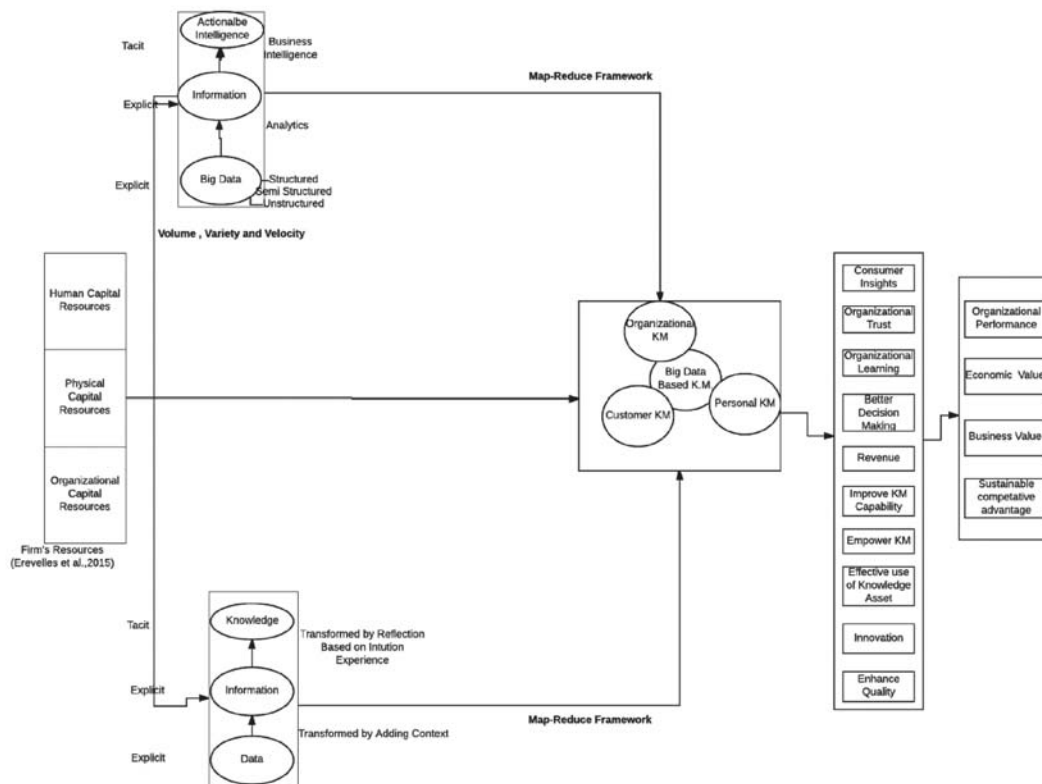 Actionalbe
Intelligence
Tacit
Business
Intelligence
Map-Reduce Framework
Information
Explicit
Analytics
Explicit
Big Data
Structured
Semi Structured
Unstructured
Volume , Variety and Velocity
Human Capital
Resources
Physical
Capital
Resources
Organizational
Capital
Resources
Firm's Resources
(Erevelles et al.,2015)
Organizational
KM
Big Data
Based K.M.
Customer KM
Personal KM
Consumer
Insights
Organizational
Trust
Organizational
Learning
Better
Decision
Making
Revenue
Improve KM
Capability
Empower KM
Effective use
of Knowledge
Asset
Innovation
Enhance
Quality
Organizational
Performance
Economic Value
Business Value
Sustainable
competative
advantage
Tacit
Knowledge
Transformed by Reflection
Based on Intution
Experience
Explicit
Information
Map-Reduce Framework
Transformed by Adding Context
Explicit
Data